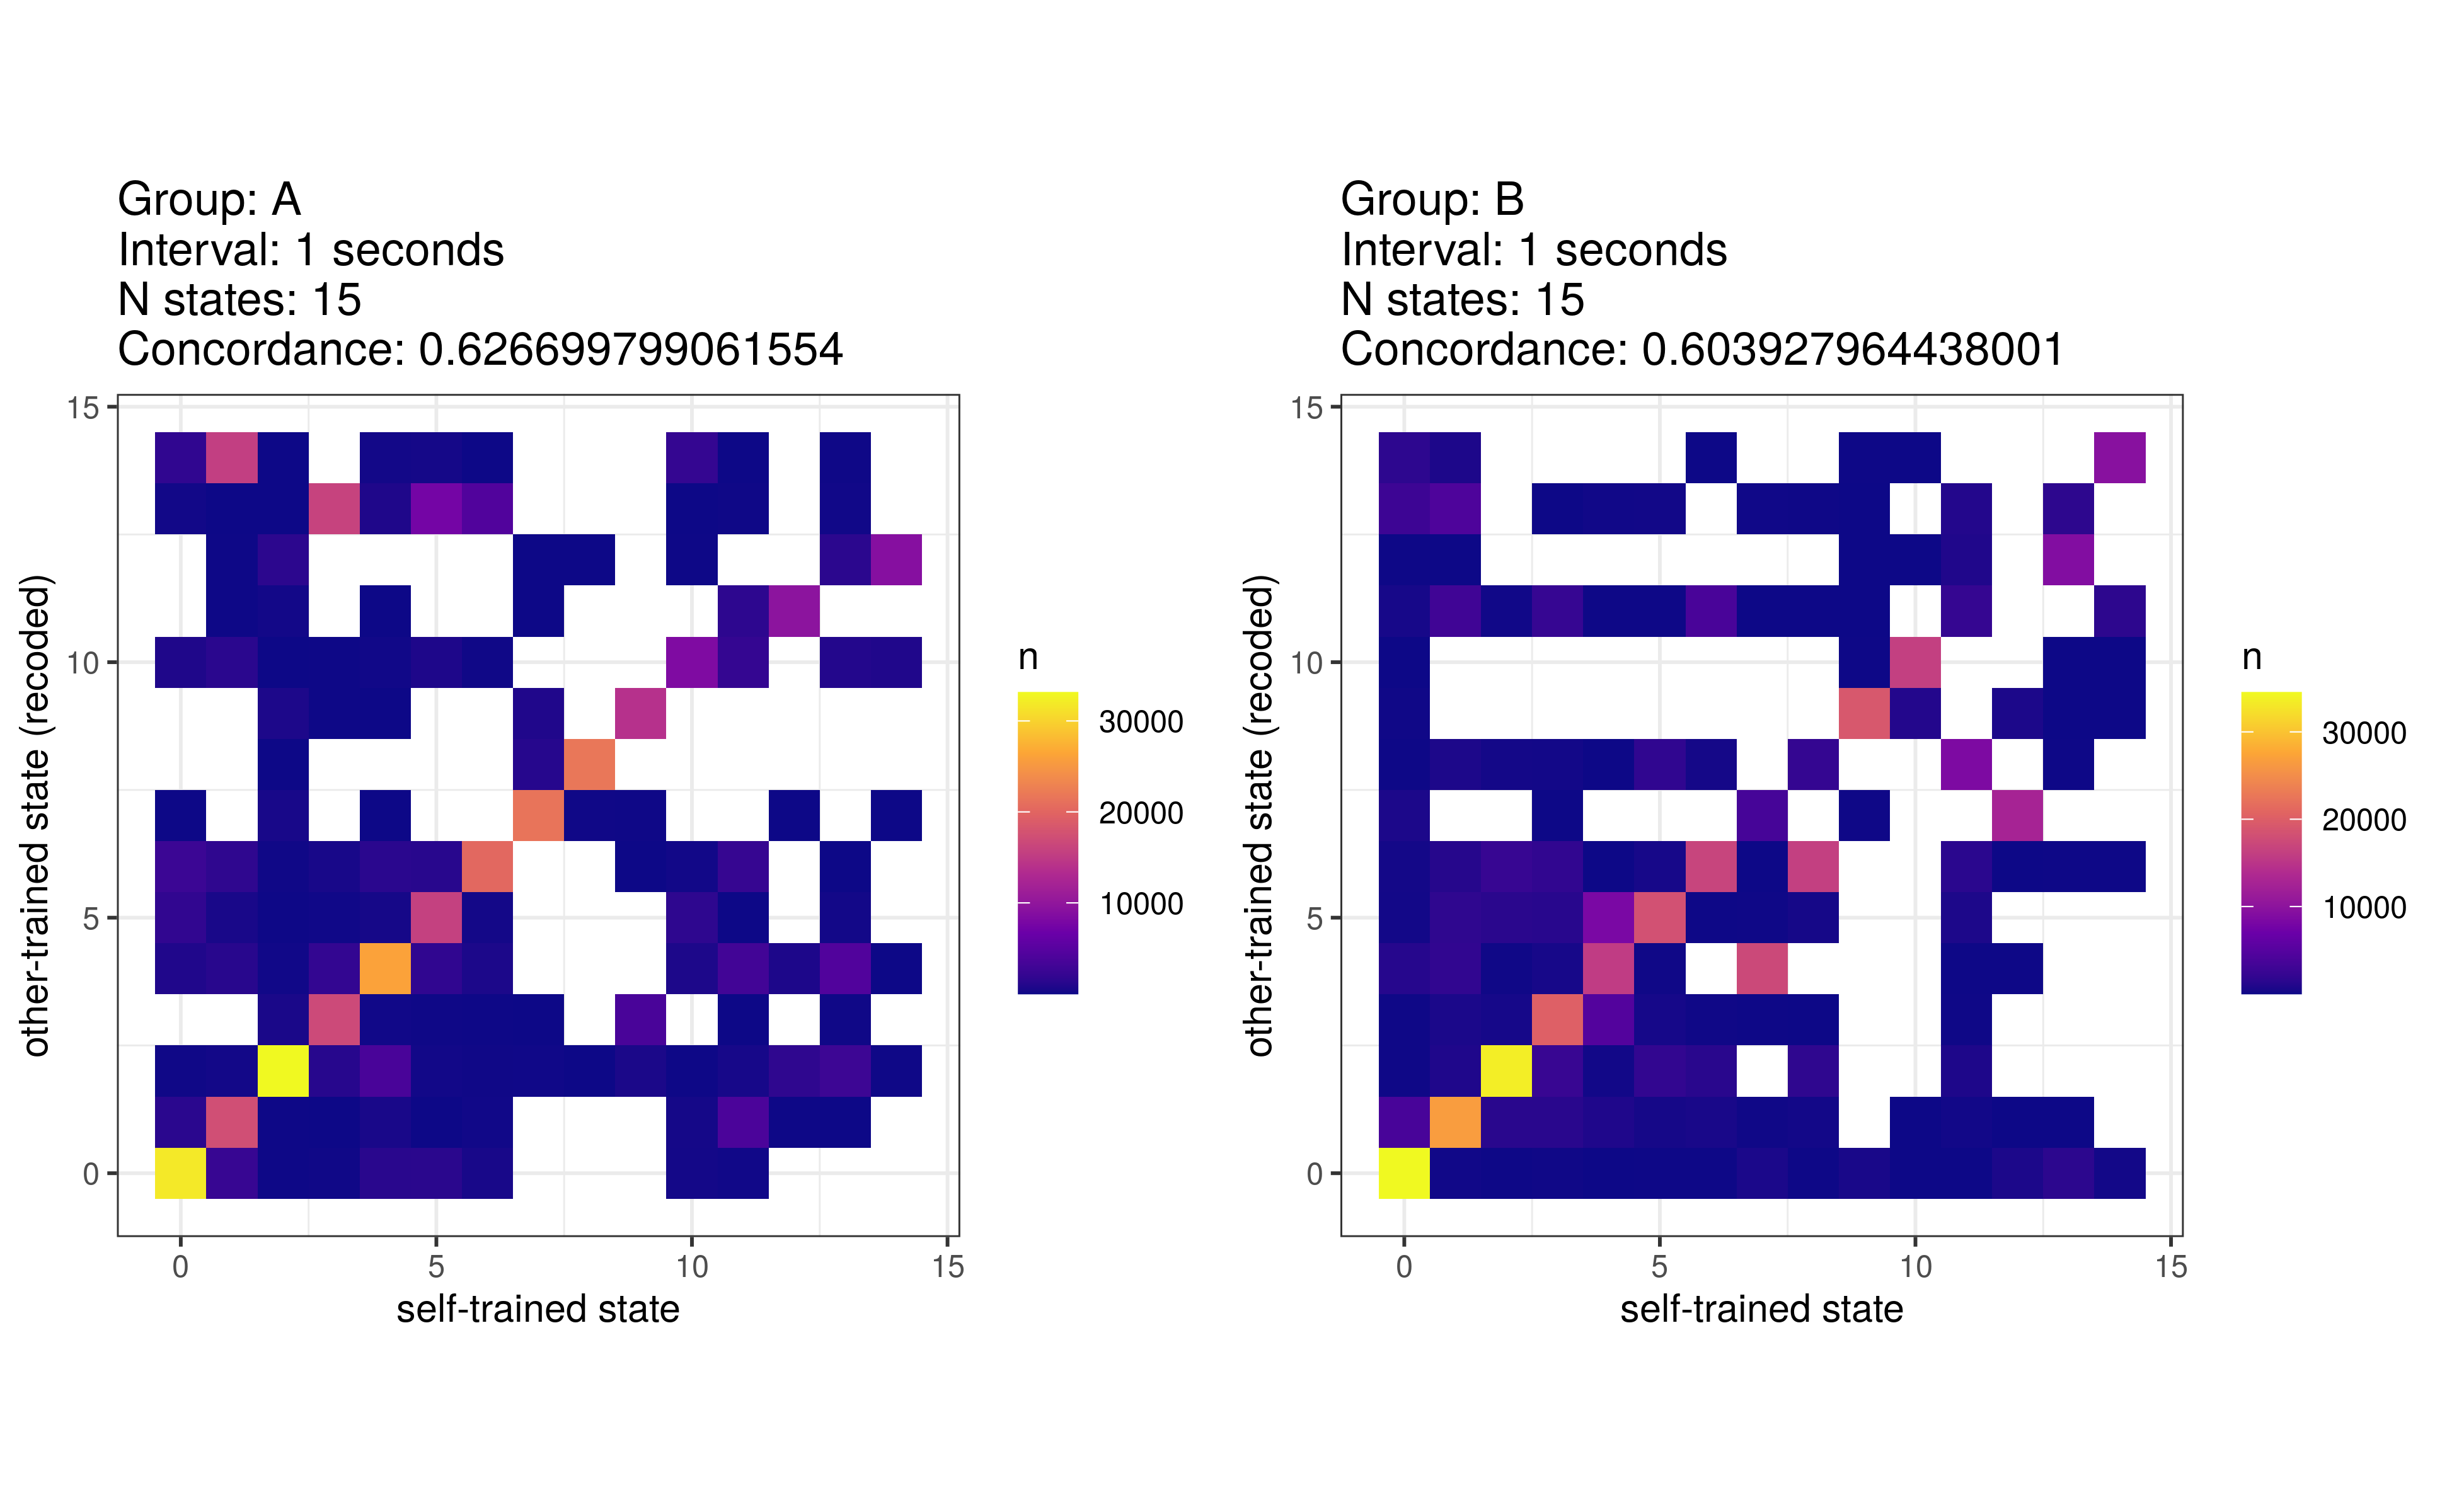 Group: A
Interval: 1 seconds
N states: 15
Concordance: 0.626699799061554
15
10
5
0
other-trained state (recoded)
0
5
10
15
self-trained state
n
30000
20000
10000
Group: B
Interval: 1 seconds
N states: 15
Concordance: 0.603927964438001
15
10
5
0
other-trained state (recoded)
0
5
10
15
self-trained state
n
30000
20000
10000